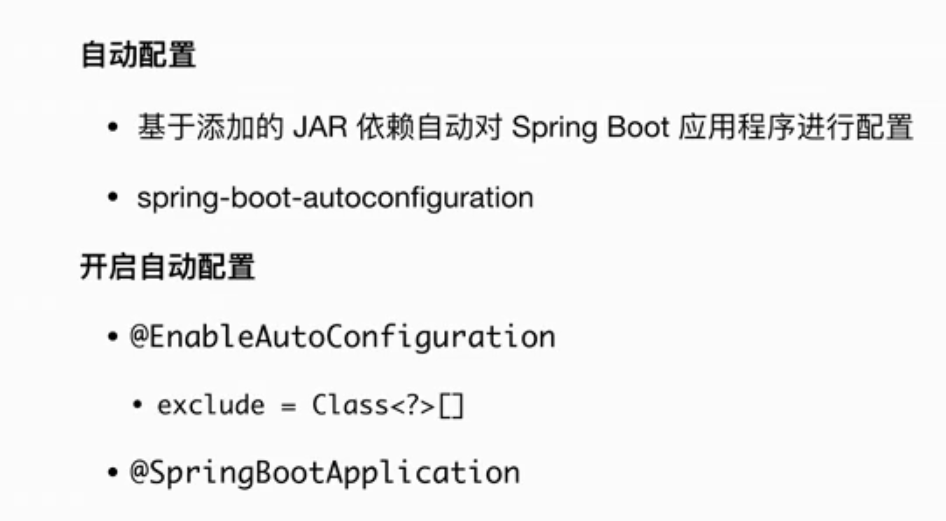 自动配置
• 基于添加的 JAR 依赖自动对 Spring Boot 应用程序进行配置
• spring-boot-autoconfiguration
开启自动配置
• @EnableAutoConfiguration
• exclude = Class<?>[]
• @SpringBootApplication